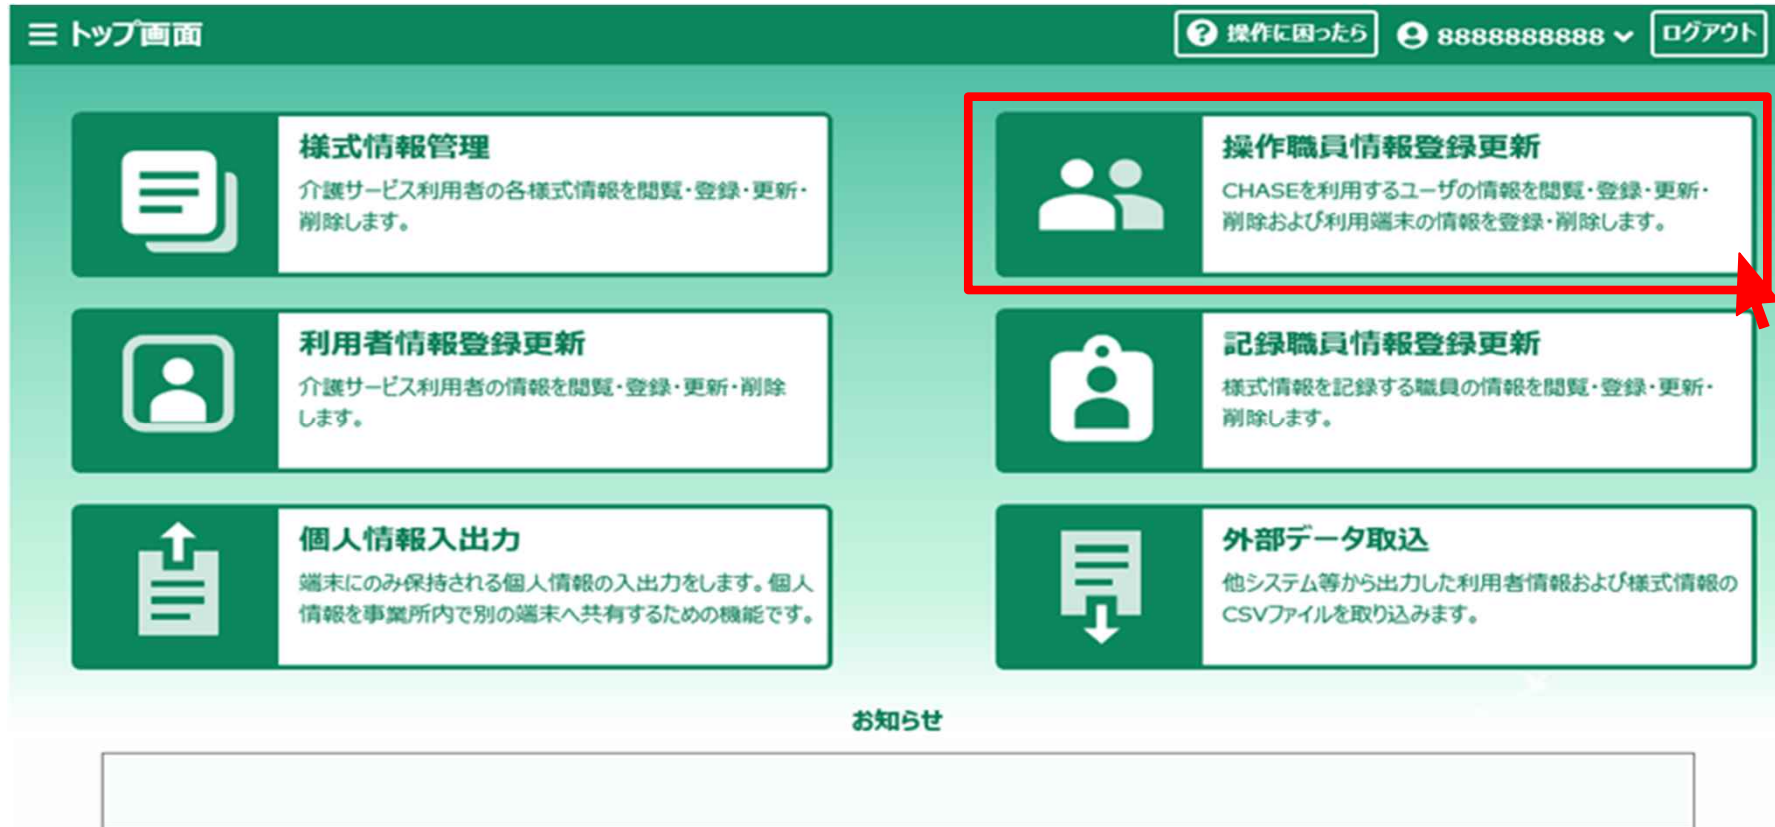 トップ画面
操作に困ったら
8888888888
ログアウト
様式情報管理
介護サービス利用者の各様式情報を閲覧・登録・更新・
削除します。
操作職員情報登録更新
CHASEを利用するユーザの情報を閲覧・登録・更新・
削除および利用端末の情報を登録・削除します。
利用者情報登録更新
介護サービス利用者の情報を閲覧・登録・更新・削除
します。
記録職員情報登録更新
様式情報を記録する職員の情報を閲覧・登録・更新・
削除します。
個人情報入出力
端末にのみ保持される個人情報の入出力をします。個人
情報を事業所内で別の端末へ共有するための機能です。
外部データ取込
他システム等から出力した利用者情報および様式情報の
CSVファイルを取り込みます。
お知らせ